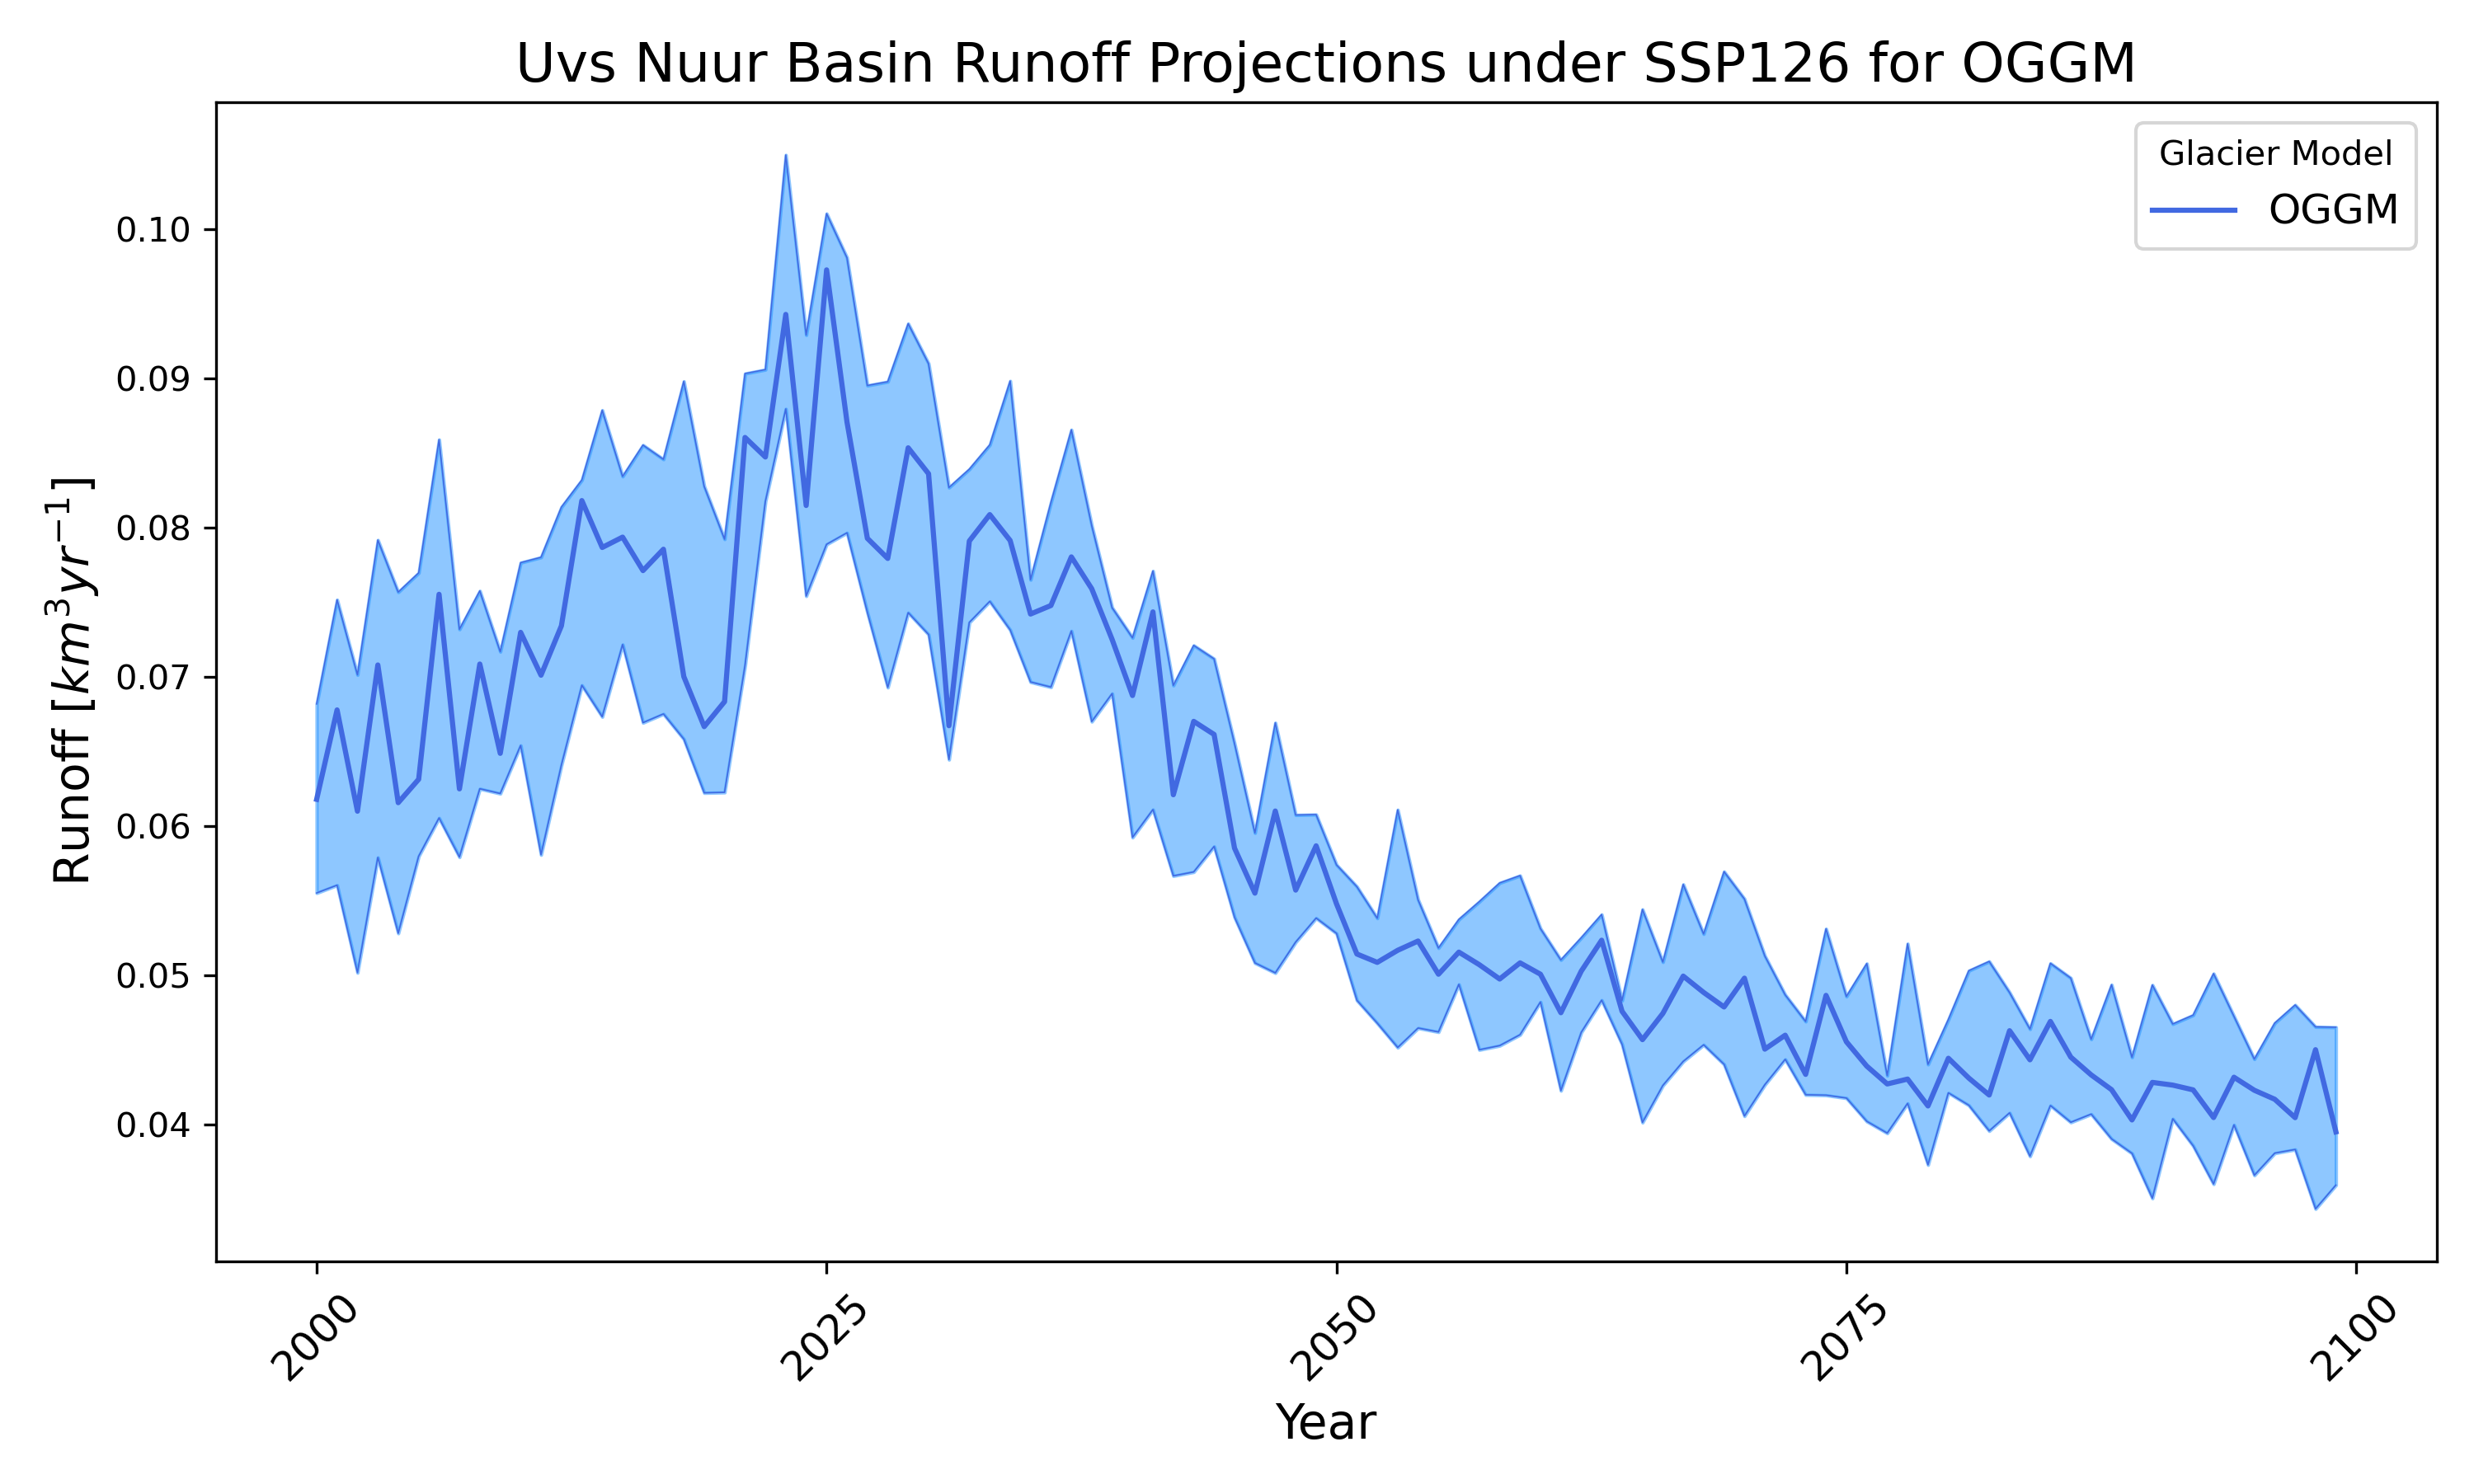 Uvs Nuur Basin Runoff Projections under SSP126 for OGGM
Glacier Model
OGGM
Runoff [km³yr⁻¹]
0.10
0.09
0.08
0.07
0.06
0.05
0.04
2000
2025
2050
2075
2100
Year